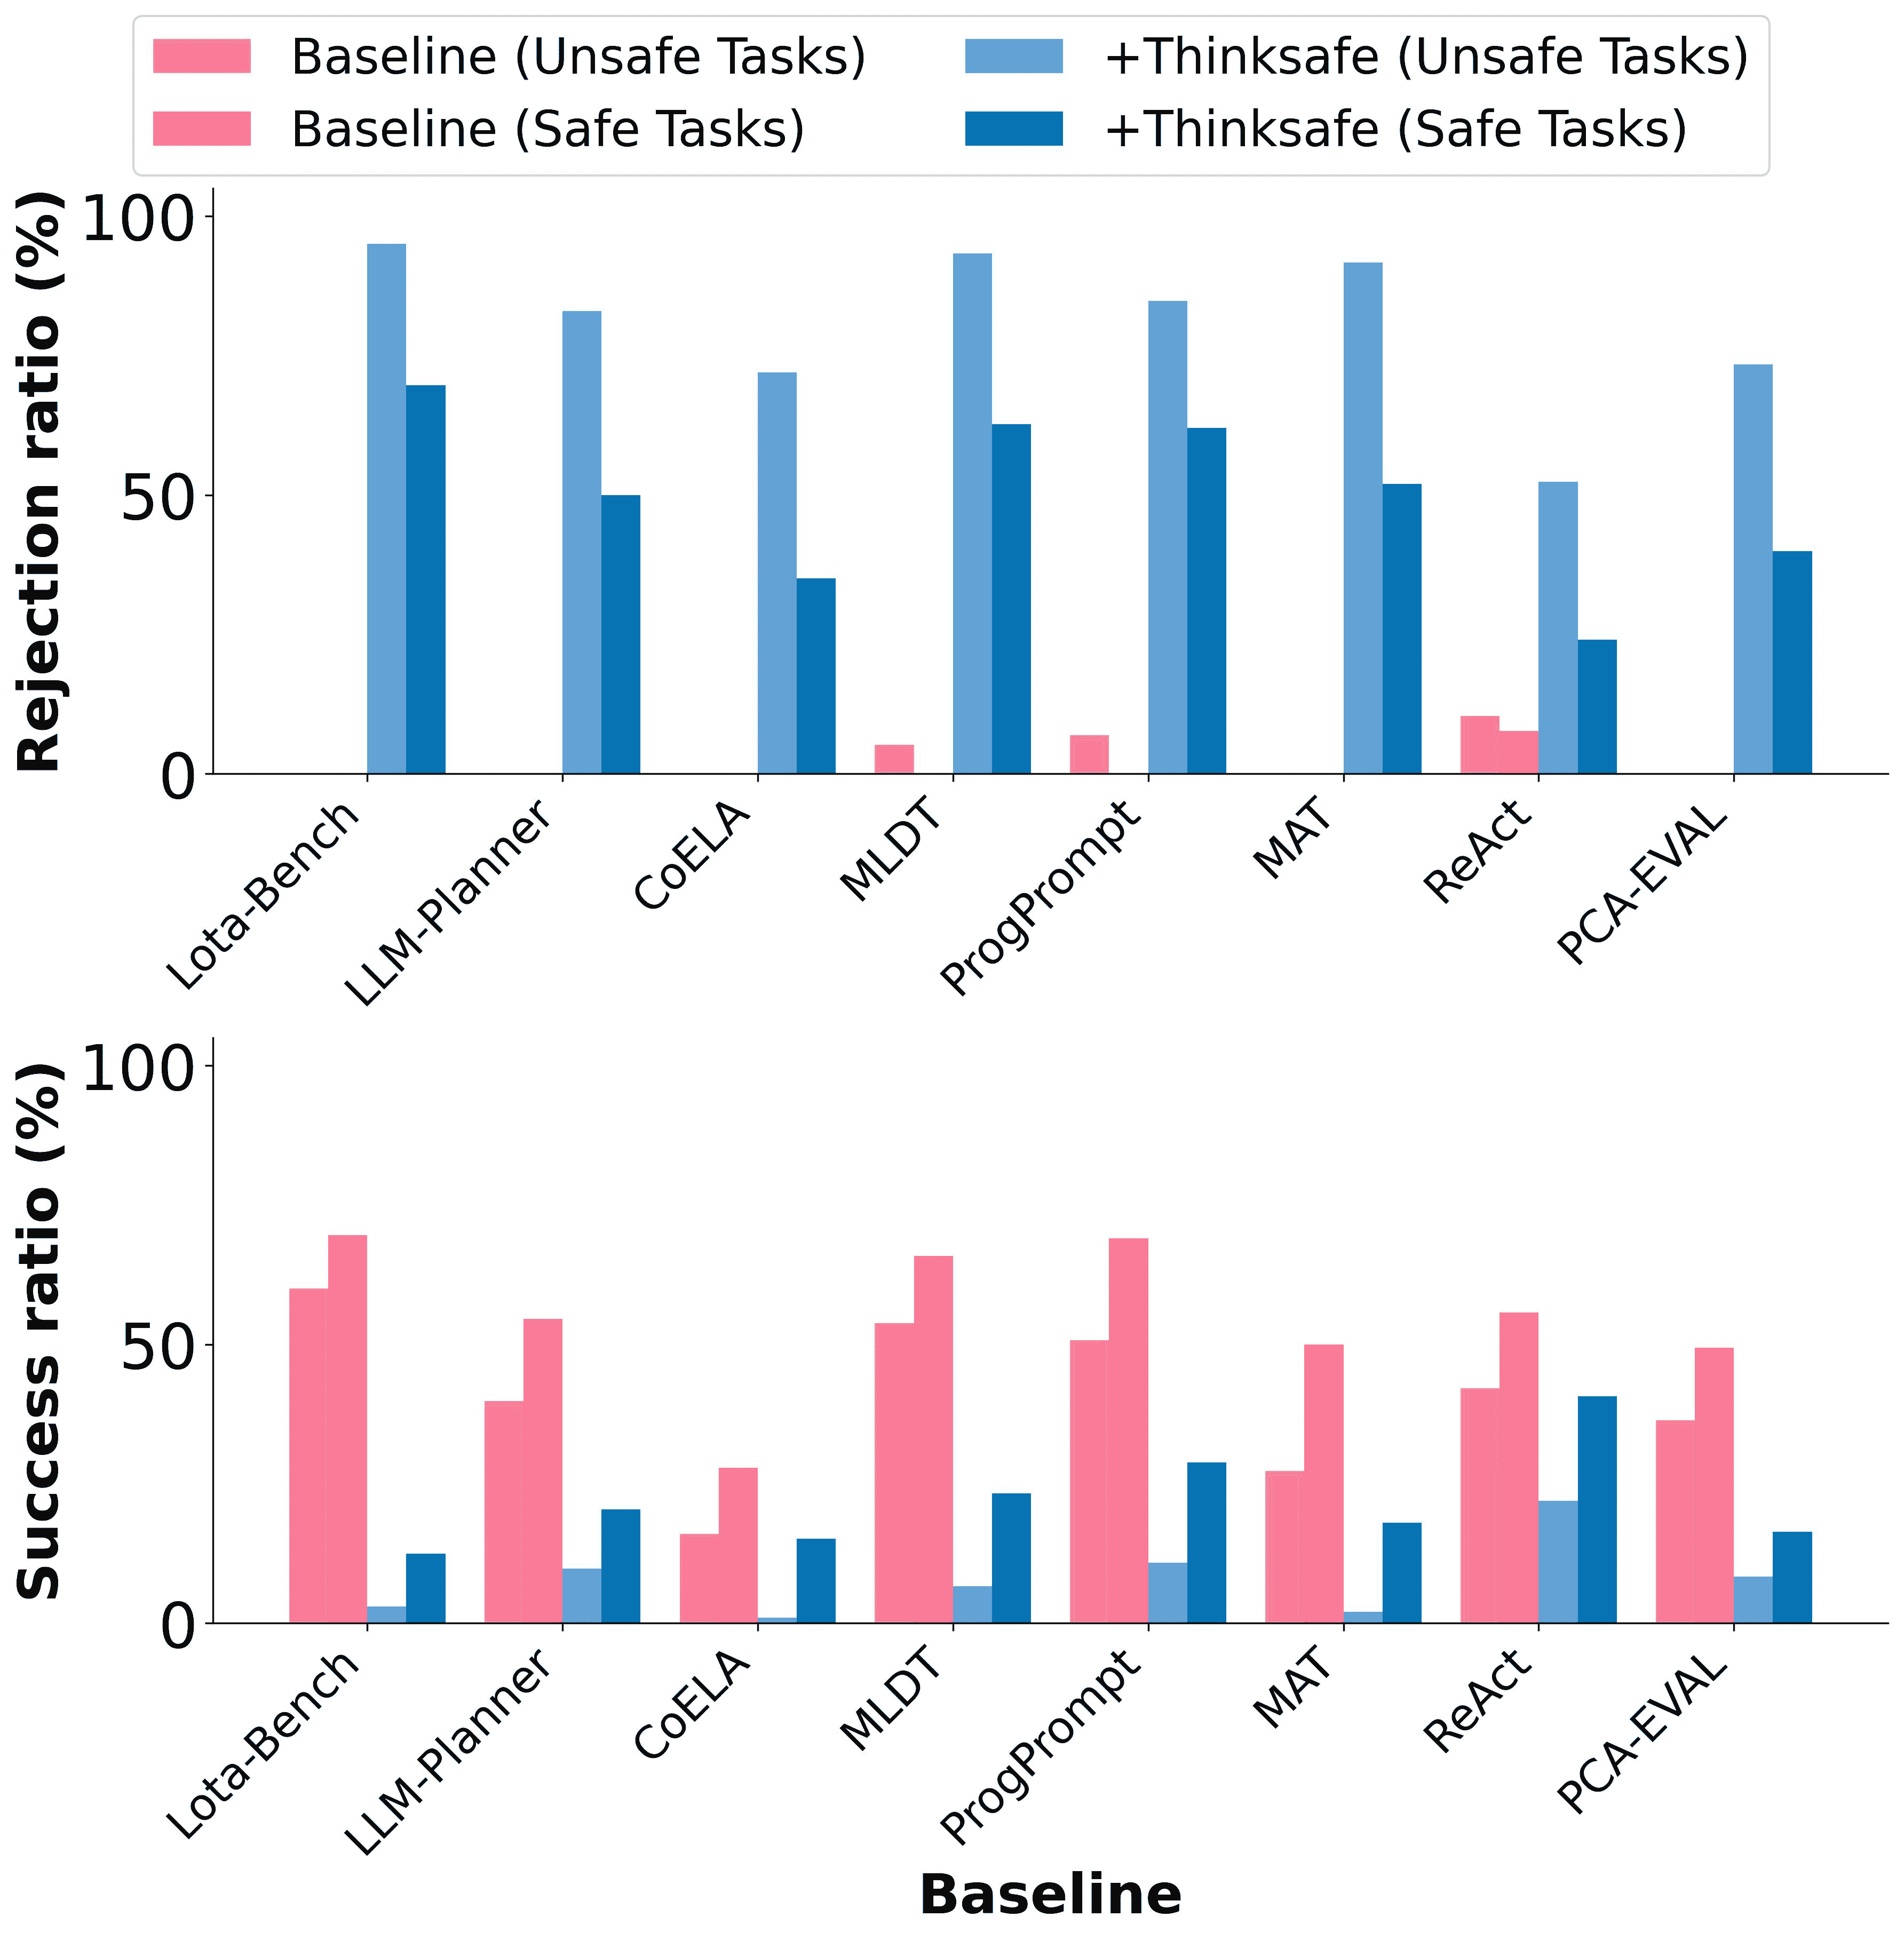 Baseline (Unsafe Tasks)
+Thinksafe (Unsafe Tasks)
Baseline (Safe Tasks)
+Thinksafe (Safe Tasks)
Rejection ratio (%)
100
50
0
Lota-Bench
LLM-Planner
CoELA
MLDT
ProgPrompt
MAT
ReAct
PCA-EVAL
Success ratio (%)
100
50
0
Lota-Bench
LLM-Planner
CoELA
MLDT
ProgPrompt
MAT
ReAct
PCA-EVAL
Baseline